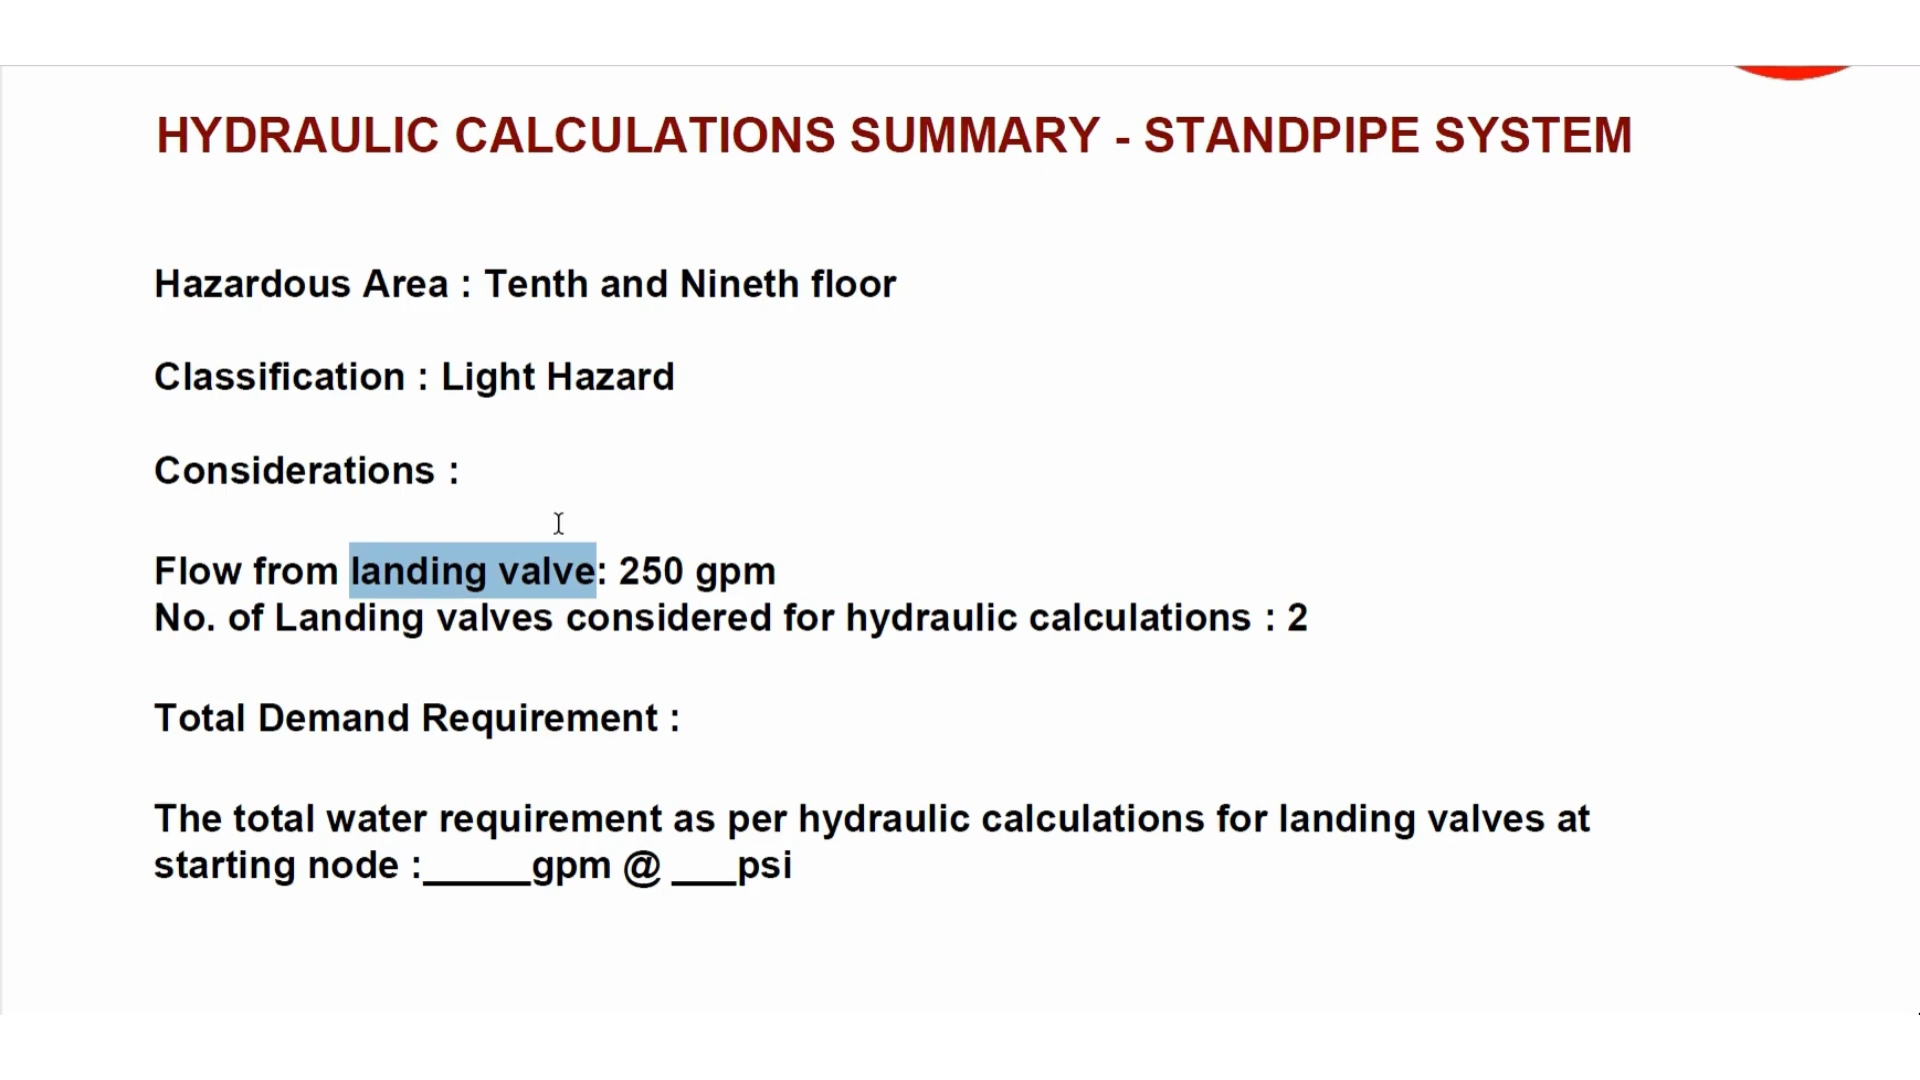 HYDRAULIC CALCULATIONS SUMMARY - STANDPIPE SYSTEM
Hazardous Area : Tenth and Nineth floor
Classification : Light Hazard
Considerations :
Flow from landing valve: 250 gpm
No. of Landing valves considered for hydraulic calculations : 2
Total Demand Requirement :
The total water requirement as per hydraulic calculations for landing valves at
starting node :_____gpm @ ___psi